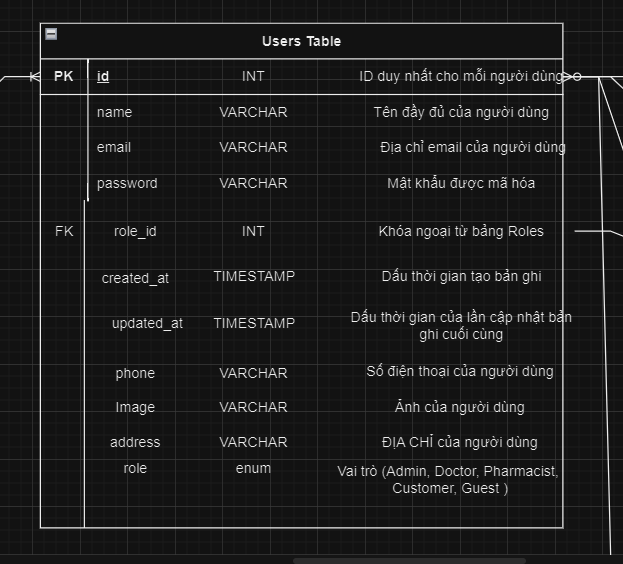 Users Table
PK id INT ID duy nhất cho mỗi người dùng
name VARCHAR Tên đầy đủ của người dùng
email VARCHAR Địa chỉ email của người dùng
password VARCHAR Mật khẩu được mã hóa
FK role_id INT Khóa ngoại từ bảng Roles
created_at TIMESTAMP Dấu thời gian tạo bản ghi
updated_at TIMESTAMP Dấu thời gian của lần cập nhật bản
ghi cuối cùng
phone VARCHAR Số điện thoại của người dùng
Image VARCHAR Ảnh của người dùng
address VARCHAR ĐỊA CHỈ của người dùng
role enum Vai trò (Admin, Doctor, Pharmacist,
Customer, Guest )